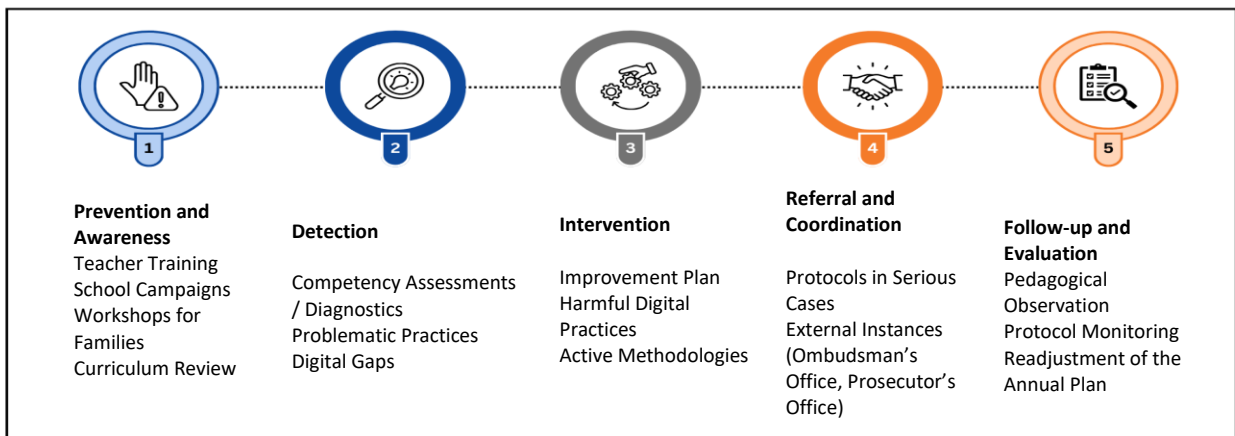 1
2
3
4
5
Prevention and
Awareness
Teacher Training
School Campaigns
Workshops for
Families
Curriculum Review
Detection
Competency Assessments
/ Diagnostics
Problematic Practices
Digital Gaps
Intervention
Improvement Plan
Harmful Digital
Practices
Active Methodologies
Referral and
Coordination
Protocols in Serious
Cases
External Instances
(Ombudsman’s
Office, Prosecutor’s
Office)
Follow-up and
Evaluation
Pedagogical
Observation
Protocol Monitoring
Readjustment of the
Annual Plan